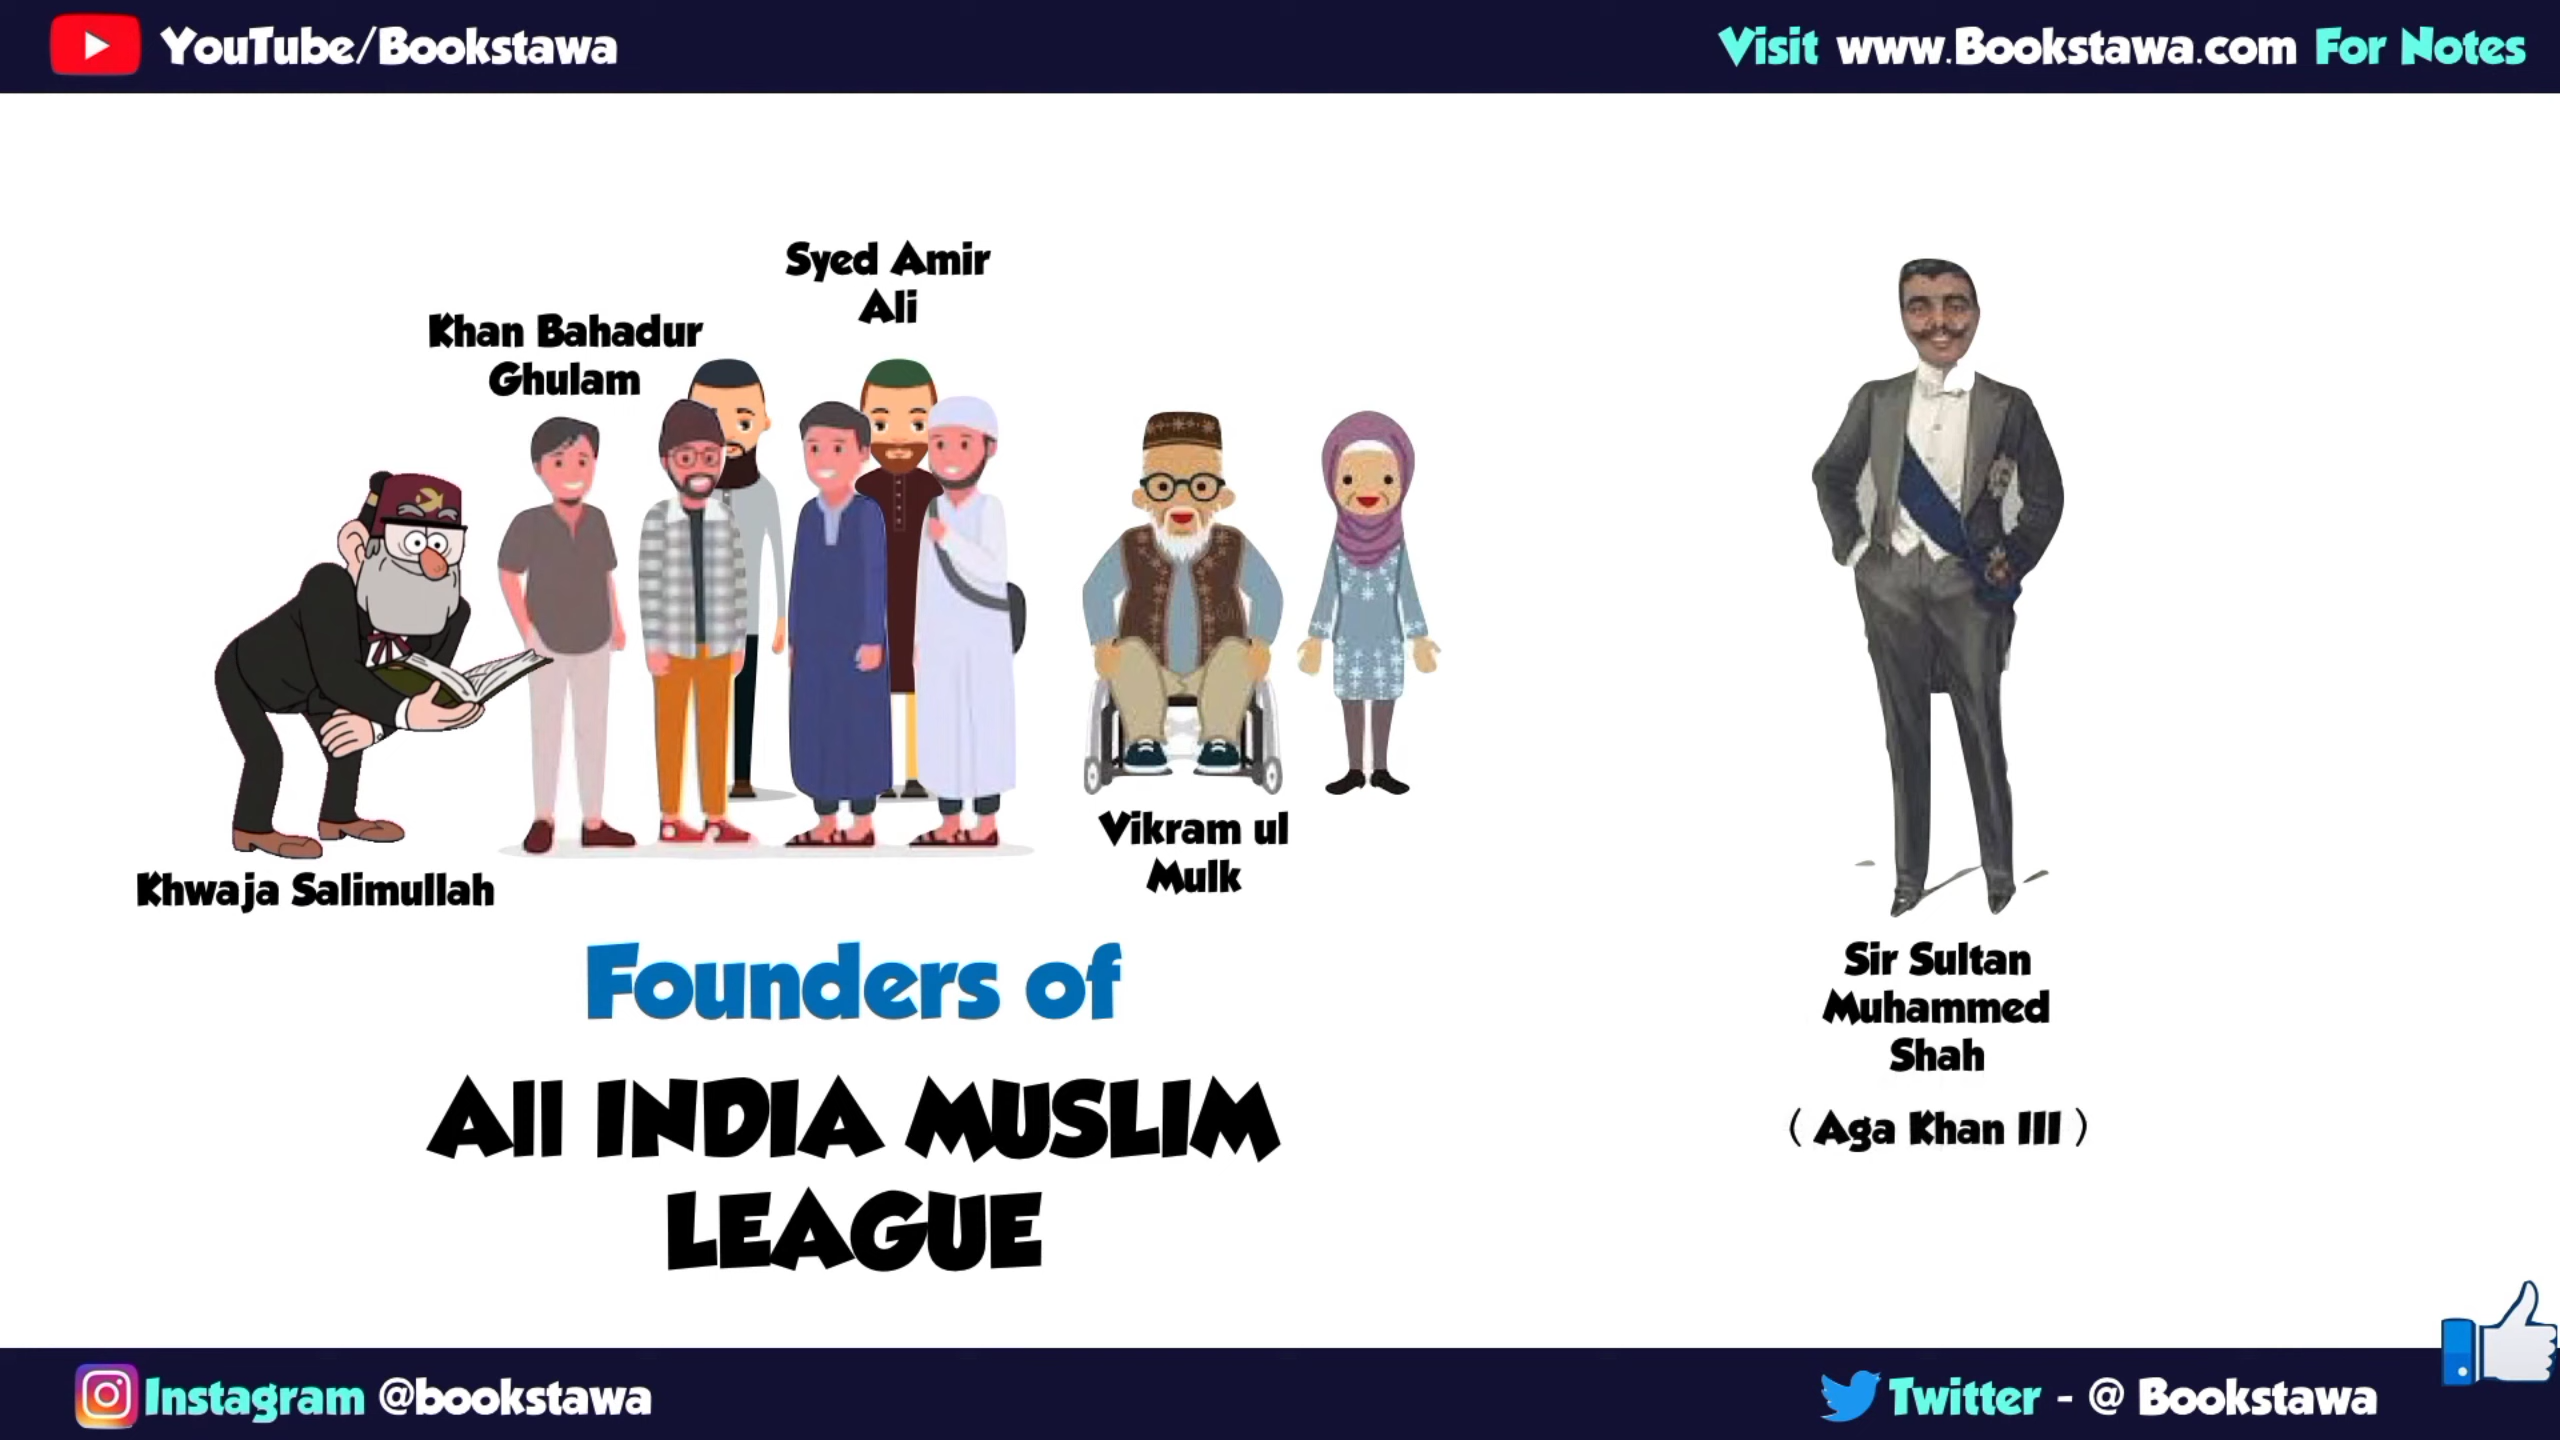 YouTube/Bookstawa
Visit www.Bookstawa.com For Notes
Syed Amir
Ali
Khan Bahadur
Ghulam
Vikram ul
Mulk
Khwaja Salimullah
Founders of
All INDIA MUSLIM
LEAGUE
Sir Sultan
Muhammed
Shah
( Aga Khan III )
Instagram @bookstawa
Twitter - @ Bookstawa